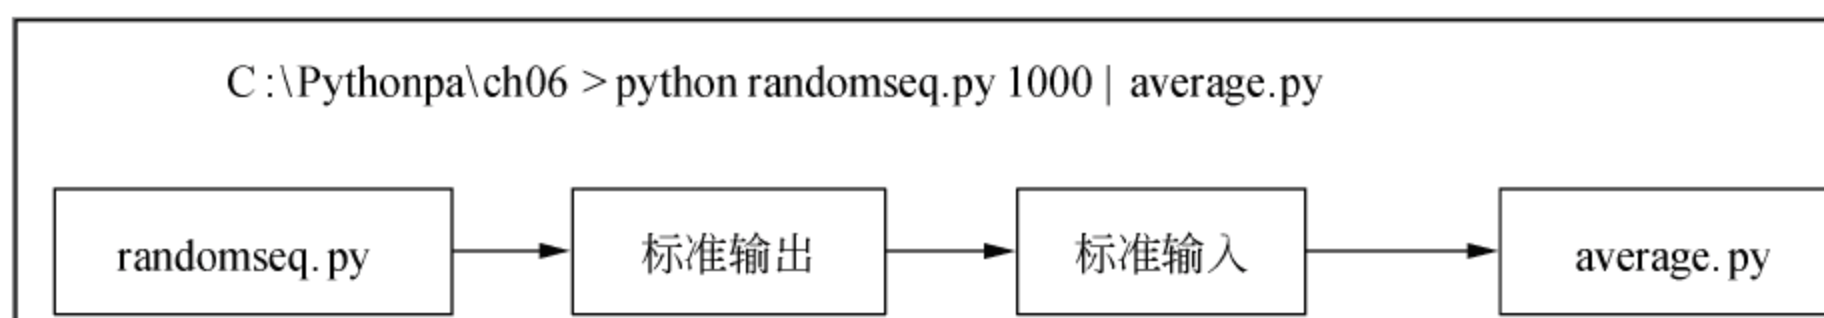 C:\Pythonpa\ch06 >python randomseq.py 1000 | average.py
randomseq.py
标准输出
标准输入
average.py